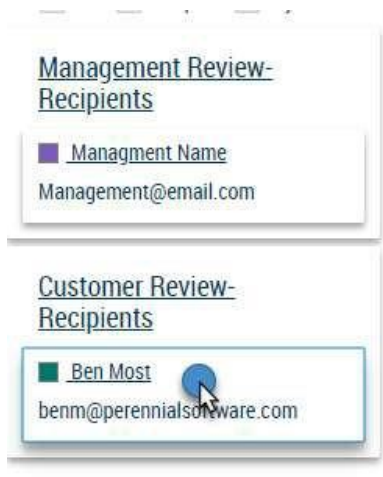 Management Review-
Recipients
Managment Name
Management@email.com
Customer Review-
Recipients
Ben Most
benm@perennialsoftware.com